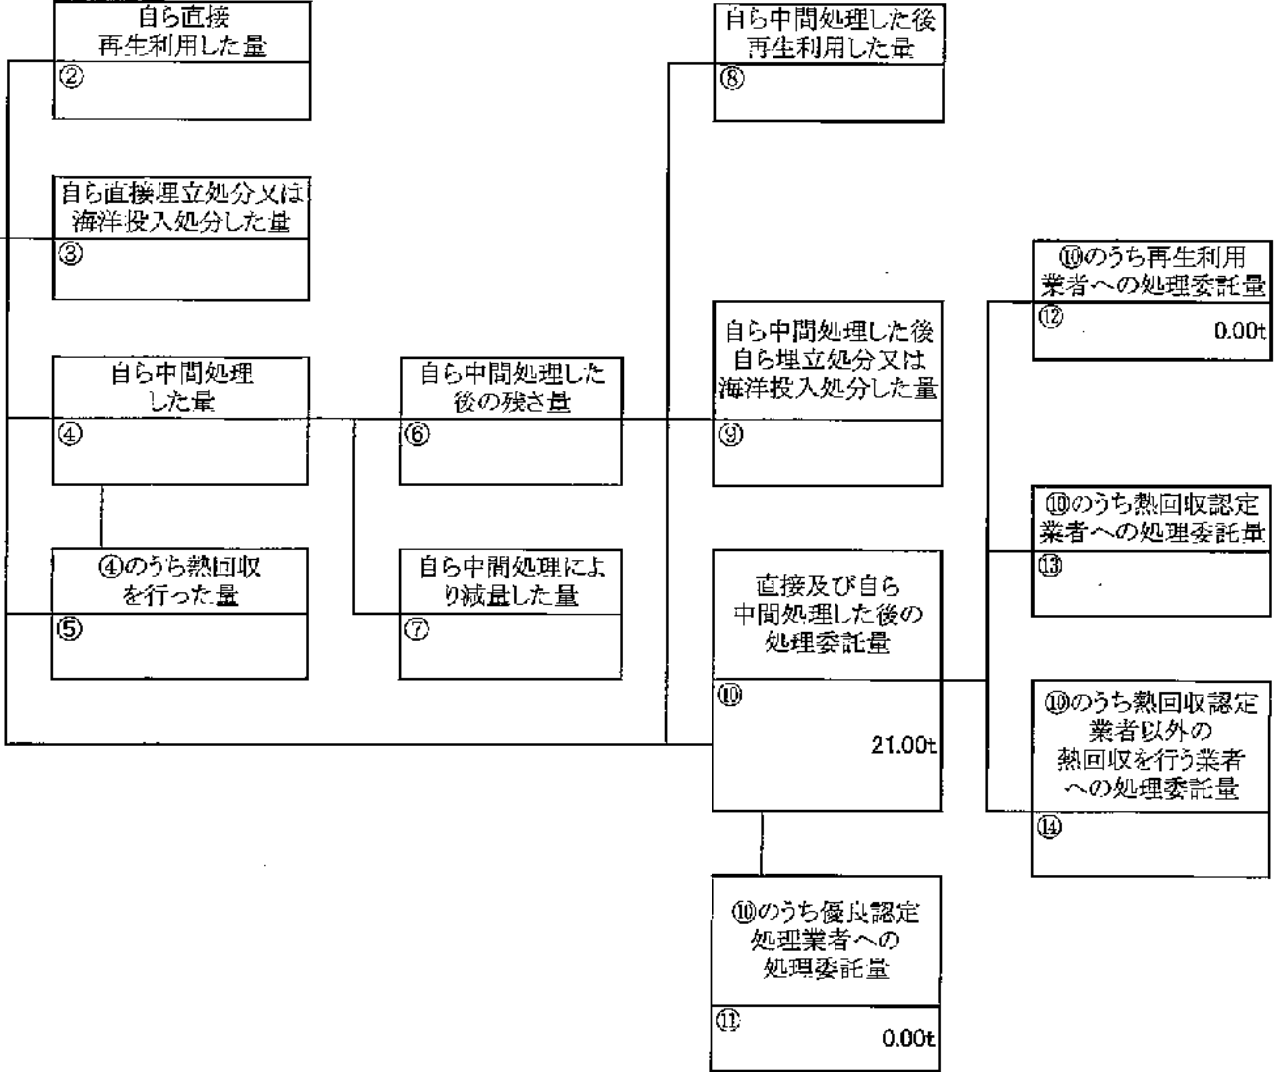 自ら直接
再生利用した量
②
自ら直接埋立処分又は
海洋投入処分した量
③
自ら中間処理
した量
④
④のうち熱回収
を行った量
⑤
自ら中間処理した
後の残さ量
⑥
自ら中間処理によ
り減量した量
⑦
自ら中間処理した後
再生利用した量
⑧
自ら中間処理した後
自ら埋立処分又は
海洋投入処分した量
⑨
直接及び自ら
中間処理した後の
処理委託量
⑩
21.00t
⑩のうち優良認定
処理業者への
処理委託量
⑪
0.00t
⑩のうち再生利用
業者への処理委託量
⑫
0.00t
⑩のうち熱回収認定
業者への処理委託量
⑬
⑩のうち熱回収認定
業者以外の
熱回収を行う業者
への処理委託量
⑭